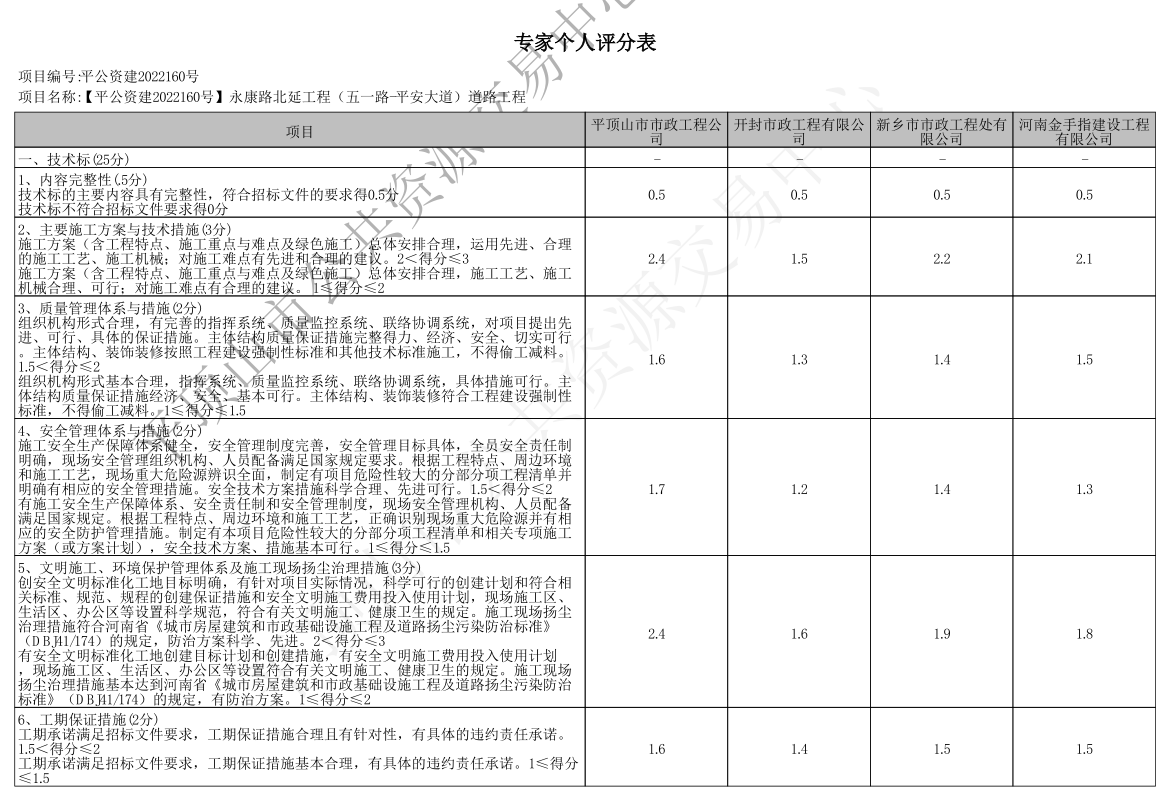 专家个人评分表
项目编号:平公资建2022160号
项目名称:【平公资建2022160号】永康路北延工程（五一路-平安大道）道路工程
项目 平顶山市市政工程公司 开封市政工程有限公司 新乡市市政工程处有限公司 河南金手指建设工程有限公司
一、技术标(25分) - - - -
1、内容完整性(.5分)
技术标的主要内容具有完整性，符合招标文件的要求得0.5分
技术标不符合招标文件要求得0分
0.5 0.5 0.5 0.5
2、主要施工方案与技术措施(3分)
施工方案（含工程特点、施工重点与难点及绿色施工）总体安排合理，运用先进、合理
的施工工艺、施工机械；对施工难点有先进和合理的建议。2＜得分≤3
施工方案（含工程特点、施工重点与难点及绿色施工）总体安排合理，施工工艺、施工
机械合理、可行；对施工难点有合理的建议。 1≤得分≤2
2.4 1.5 2.2 2.1
3、质量管理体系与措施(2分)
组织机构形式合理，有完善的指挥系统、质量监控系统、联络协调系统，对项目提出先
进、可行、具体的保证措施。主体结构质量保证措施完整得力、经济、安全、切实可行
。主体结构、装饰装修按照工程建设强制性标准和其他技术标准施工，不得偷工减料。
1.5＜得分≤2
组织机构形式基本合理，指挥系统、质量监控系统、联络协调系统，具体措施可行。主
体结构质量保证措施经济、安全、基本可行。主体结构、装饰装修符合工程建设强制性
标准，不得偷工减料。1≤得分≤1.5
1.6 1.3 1.4 1.5
4、安全管理体系与措施(2分)
施工安全生产保障体系健全，安全管理制度完善，安全管理目标具体，全员安全责任制
明确，现场安全管理组织机构、人员配备满足国家规定要求。根据工程特点、周边环境
和施工工艺，现场重大危险源辨识全面，制定有项目危险性较大的分部分项工程清单并
明确有相应的安全管理措施。安全技术方案措施科学合理、先进可行。1.5＜得分≤2
有施工安全生产保障体系、安全责任制和安全管理制度，现场安全管理机构、人员配备
满足国家规定。根据工程特点、周边环境和施工工艺，正确识别现场重大危险源并有相
应的安全防护管理措施。制定有本项目危险性较大的分部分项工程清单和相关专项施工
方案（或方案计划），安全技术方案、措施基本可行。1≤得分≤1.5
1.7 1.2 1.4 1.3
5、文明施工、环境保护管理体系及施工现场扬尘治理措施(3分)
创安全文明标准化工地目标明确，有针对项目实际情况，科学可行的创建计划和符合相
关标准、规范、规程的创建保证措施和安全文明施工费用投入使用计划，现场施工区、
生活区、办公区等设置科学规范，符合有关文明施工、健康卫生的规定。施工现场扬尘
治理措施符合河南省《城市房屋建筑和市政基础设施工程及道路扬尘污染防治标准》
（DBJ41/174）的规定，防治方案科学、先进。2＜得分≤3
有安全文明标准化工地创建目标计划和创建措施，有安全文明施工费用投入使用计划
，现场施工区、生活区、办公区等设置符合有关文明施工、健康卫生的规定。施工现场
扬尘治理措施基本达到河南省《城市房屋建筑和市政基础设施工程及道路扬尘污染防治
标准》（DBJ41/174）的规定，有防治方案。1≤得分≤2
2.4 1.6 1.9 1.8
6、工期保证措施(2分)
工期承诺满足招标文件要求，工期保证措施合理且有针对性，有具体的违约责任承诺。
1.5＜得分≤2
工期承诺满足招标文件要求，工期保证措施基本合理，有具体的违约责任承诺。1≤得分
≤1.5
1.6 1.4 1.5 1.5
平顶山市公共资源交易中心
共资源交易中心